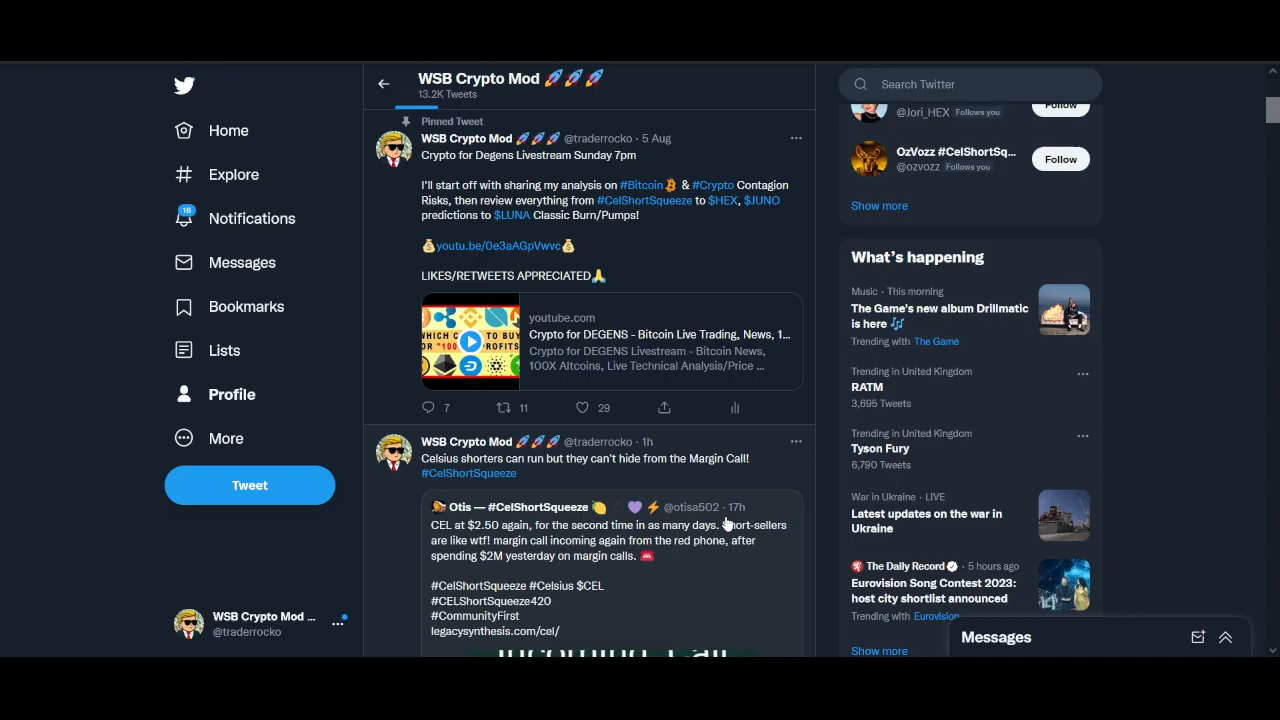 Home
Explore
16
Notifications
Messages
Bookmarks
Lists
Profile
More
Tweet
WSB Crypto Mod ...
@traderrocko
WSB Crypto Mod 🚀🚀🚀
13.2K Tweets
Pinned Tweet
WSB Crypto Mod 🚀🚀🚀 @traderrocko · 5 Aug
Crypto for Degens Livestream Sunday 7pm
I'll start off with sharing my analysis on #Bitcoin & #Crypto Contagion
Risks, then review everything from #CelShortSqueeze to $HEX, $JUNO
predictions to $LUNA Classic Burn/Pumps!
💰youtu.be/0e3aAGpVwvc💰
LIKES/RETWEETS APPRECIATED🙏
WHICH C TO BUY
OR "100 PROFITS
youtube.com
Crypto for DEGENS - Bitcoin Live Trading, News, 1...
Crypto for DEGENS Livestream - Bitcoin News,
100X Altcoins, Live Technical Analysis/Price ...
7 11 29
WSB Crypto Mod 🚀🚀🚀 @traderrocko · 1h
Celsius shorters can run but they can't hide from the Margin Call!
#CelShortSqueeze
Otis — #CelShortSqueeze 🍋 💜⚡ @otisa502 · 17h
CEL at $2.50 again, for the second time in as many days. Short-sellers
are like wtf! margin call incoming again from the red phone, after
spending $2M yesterday on margin calls. ☎️
#CelShortSqueeze #Celsius $CEL
#CELShortSqueeze420
#CommunityFirst
legacysynthesis.com/cel/
Incoming Call
Search Twitter
@Jori_HEX Follows you
Follow
OzVozz #CelShortSq...
@ozvozz Follows you
Follow
Show more
What's happening
Music · This morning
The Game's new album Drillmatic
is here 🎶
Trending with The Game
Trending in United Kingdom
RATM
3,695 Tweets
Trending in United Kingdom
Tyson Fury
6,790 Tweets
War in Ukraine · LIVE
Latest updates on the war in
Ukraine
The Daily Record · 5 hours ago
Eurovision Song Contest 2023:
host city shortlist announced
Trending with Eurovision
Show more
Messages